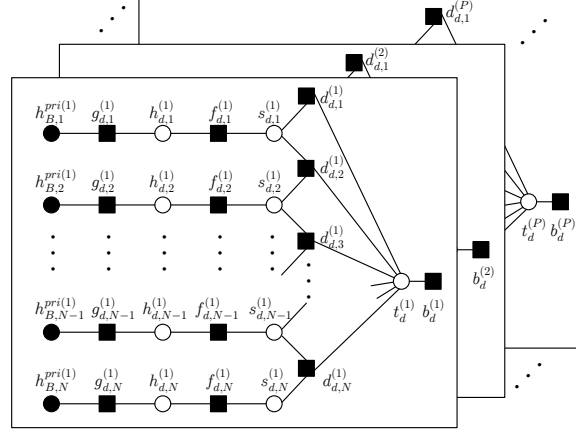 d_{d,1}^{(P)}
d_{d,1}^{(2)}
d_{d,1}^{(1)}
h_{B,1}^{pri(1)} g_{d,1}^{(1)} h_{d,1}^{(1)} f_{d,1}^{(1)} s_{d,1}^{(1)}
d_{d,2}^{(1)}
h_{B,2}^{pri(1)} g_{d,2}^{(1)} h_{d,2}^{(1)} f_{d,2}^{(1)} s_{d,2}^{(1)}
t_d^{(P)} b_d^{(P)}
d_{d,3}^{(1)}
b_d^{(2)}
t_d^{(1)} b_d^{(1)}
h_{B,N-1}^{pri(1)} g_{d,N-1}^{(1)} h_{d,N-1}^{(1)} f_{d,N-1}^{(1)} s_{d,N-1}^{(1)}
d_{d,N}^{(1)}
h_{B,N}^{pri(1)} g_{d,N}^{(1)} h_{d,N}^{(1)} f_{d,N}^{(1)} s_{d,N}^{(1)}